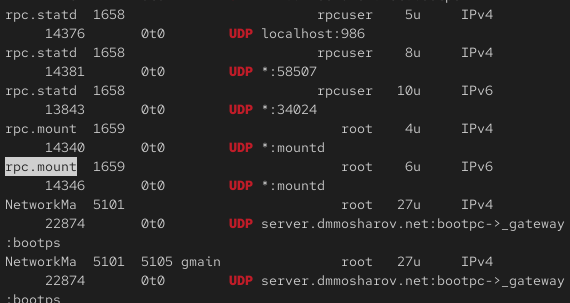 rpc.statd 1658 rpcuser 5u IPv4
14376 0t0 UDP localhost:986
rpc.statd 1658 rpcuser 8u IPv4
14381 0t0 UDP *:58507
rpc.statd 1658 rpcuser 10u IPv6
13843 0t0 UDP *:34024
rpc.mount 1659 root 4u IPv4
14340 0t0 UDP *:mountd
rpc.mount 1659 root 6u IPv6
14346 0t0 UDP *:mountd
NetworkMa 5101 root 27u IPv4
22874 0t0 UDP server.dmmosharov.net:bootpc->_gateway
:bootps
NetworkMa 5101 5105 gmain root 27u IPv4
22874 0t0 UDP server.dmmosharov.net:bootpc->_gateway
:bootps